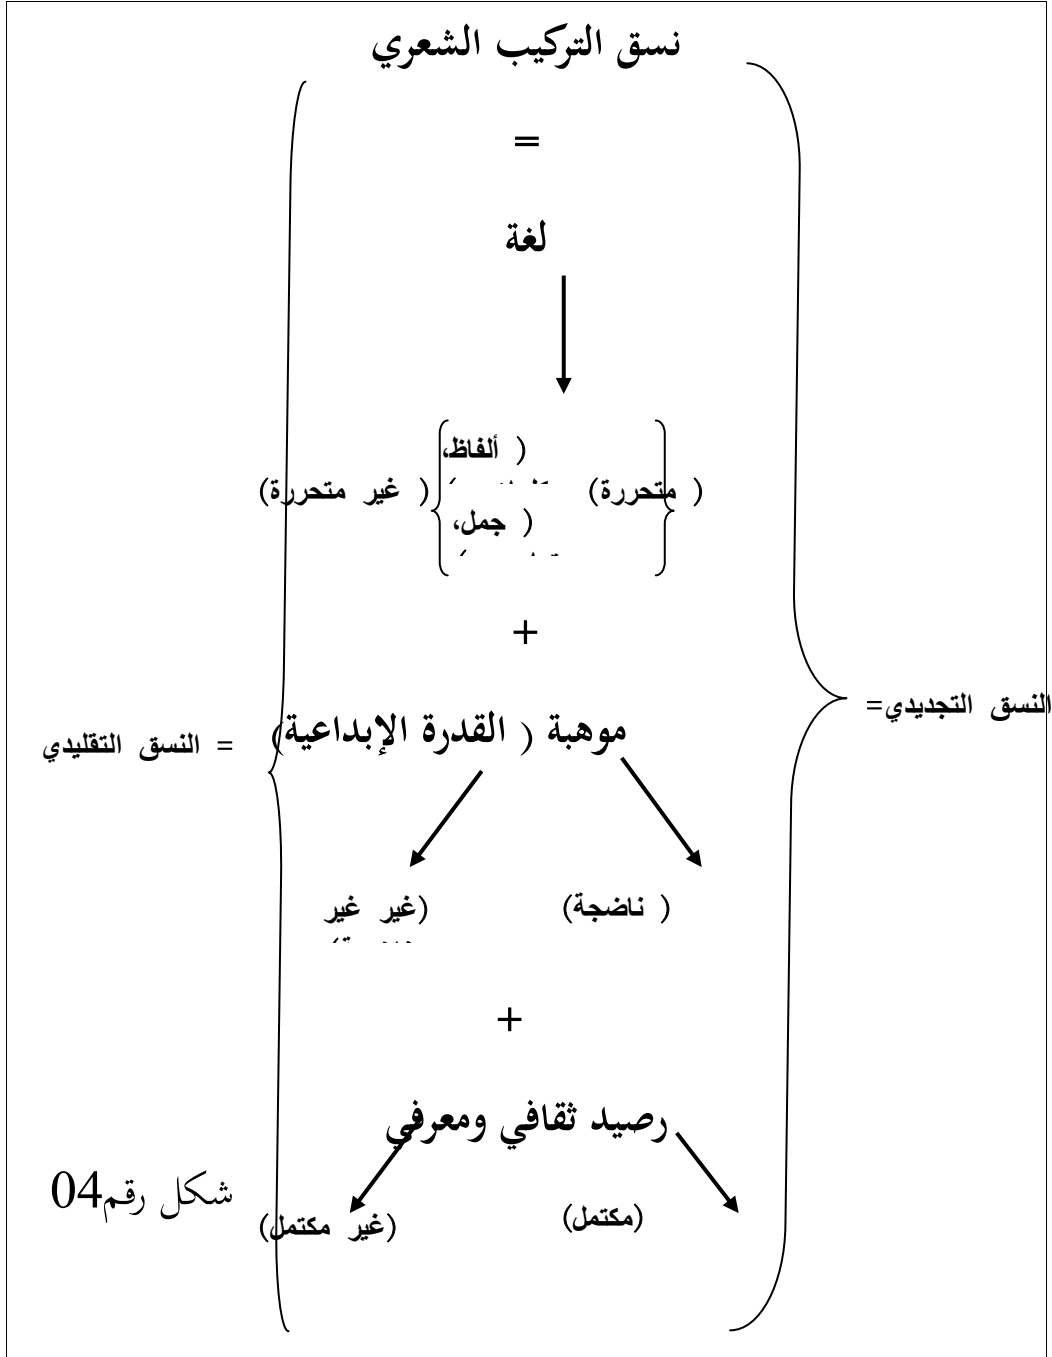 نسق التركيب الشعري
=
لغة
( ألفاظ،
( متحررة)
( غير متحررة)
( جمل،
+
النسق التجديدي=
موهبة ( القدرة الإبداعية)
= النسق التقليدي
( ناضجة)
(غير غير
+
رصيد ثقافي ومعرفي
(مكتمل)
(غير مكتمل)
شكل رقم04